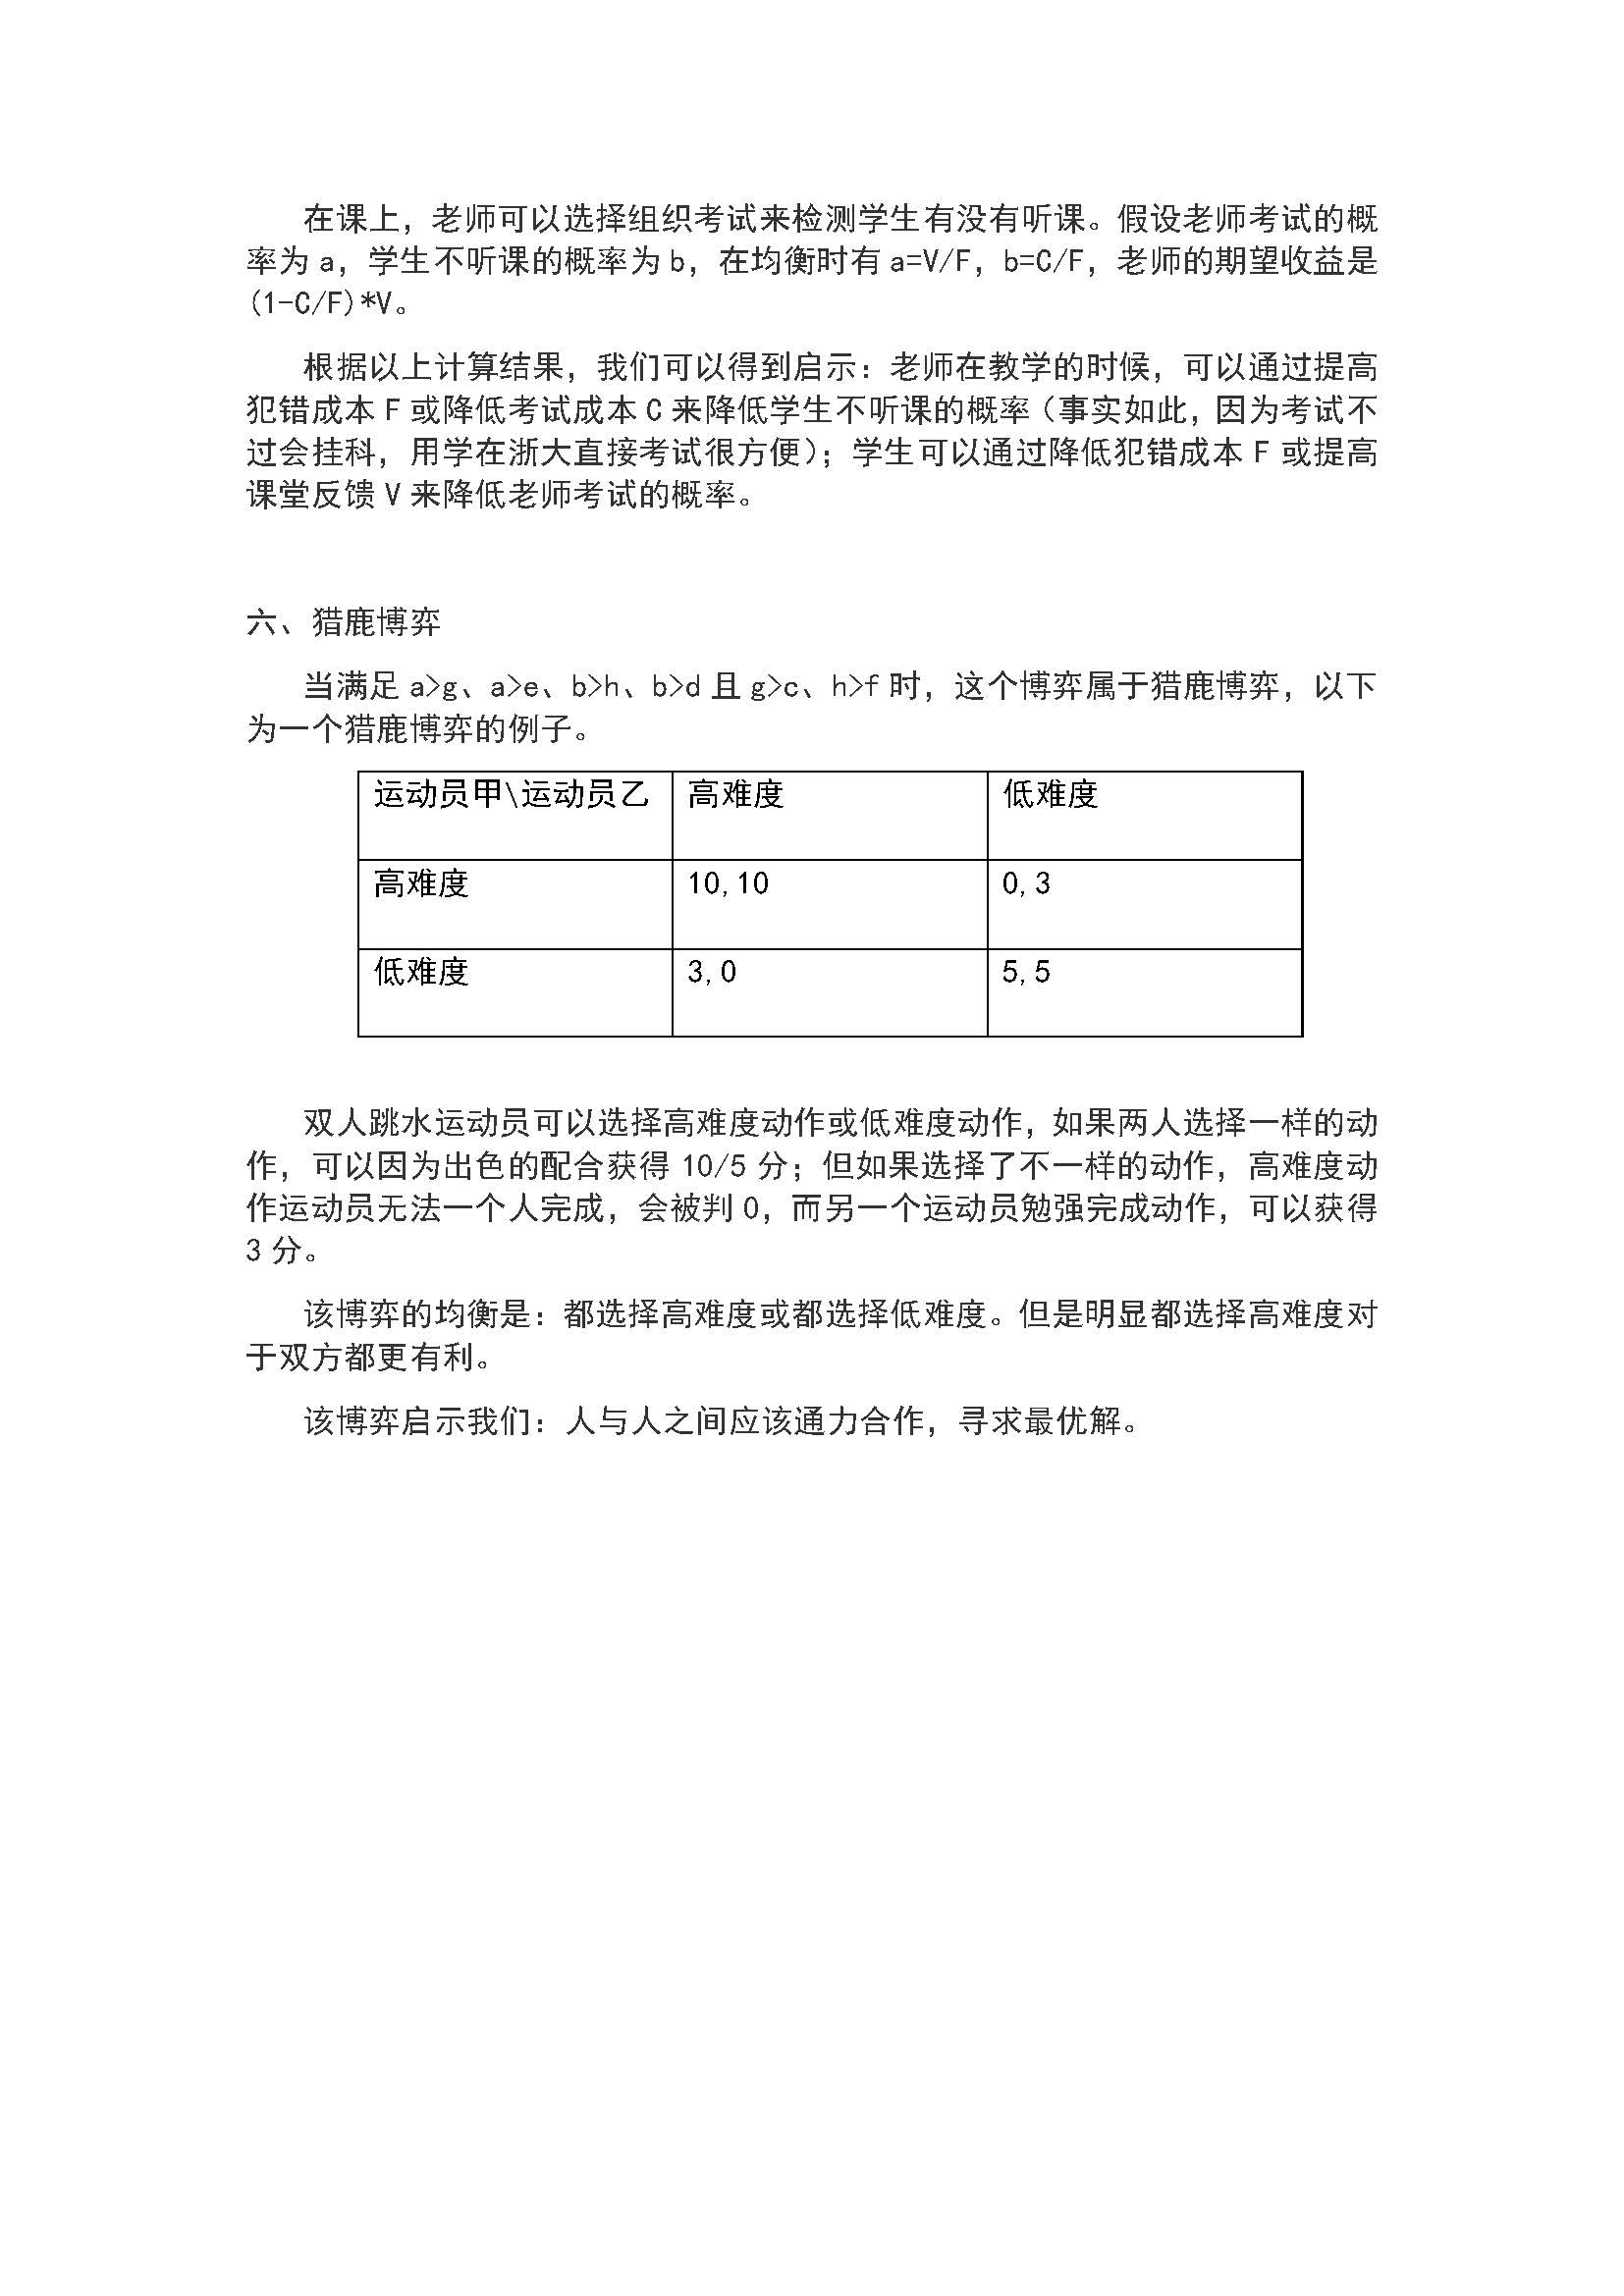 在课上，老师可以选择组织考试来检测学生有没有听课。假设老师考试的概
率为 a，学生不听课的概率为 b，在均衡时有 a=V/F，b=C/F，老师的期望收益是
(1-C/F)*V。
根据以上计算结果，我们可以得到启示：老师在教学的时候，可以通过提高
犯错成本 F 或降低考试成本 C 来降低学生不听课的概率（事实如此，因为考试不
过会挂科，用学在浙大直接考试很方便）；学生可以通过降低犯错成本 F 或提高
课堂反馈 V 来降低老师考试的概率。
六、猎鹿博弈
当满足 a>g、a>e、b>h、b>d 且 g>c、h>f 时，这个博弈属于猎鹿博弈，以下
为一个猎鹿博弈的例子。
运动员甲\运动员乙 高难度 低难度
高难度 10,10 0,3
低难度 3,0 5,5
双人跳水运动员可以选择高难度动作或低难度动作，如果两人选择一样的动
作，可以因为出色的配合获得 10/5 分；但如果选择了不一样的动作，高难度动
作运动员无法一个人完成，会被判 0，而另一个运动员勉强完成动作，可以获得
3 分。
该博弈的均衡是：都选择高难度或都选择低难度。但是明显都选择高难度对
于双方都更有利。
该博弈启示我们：人与人之间应该通力合作，寻求最优解。